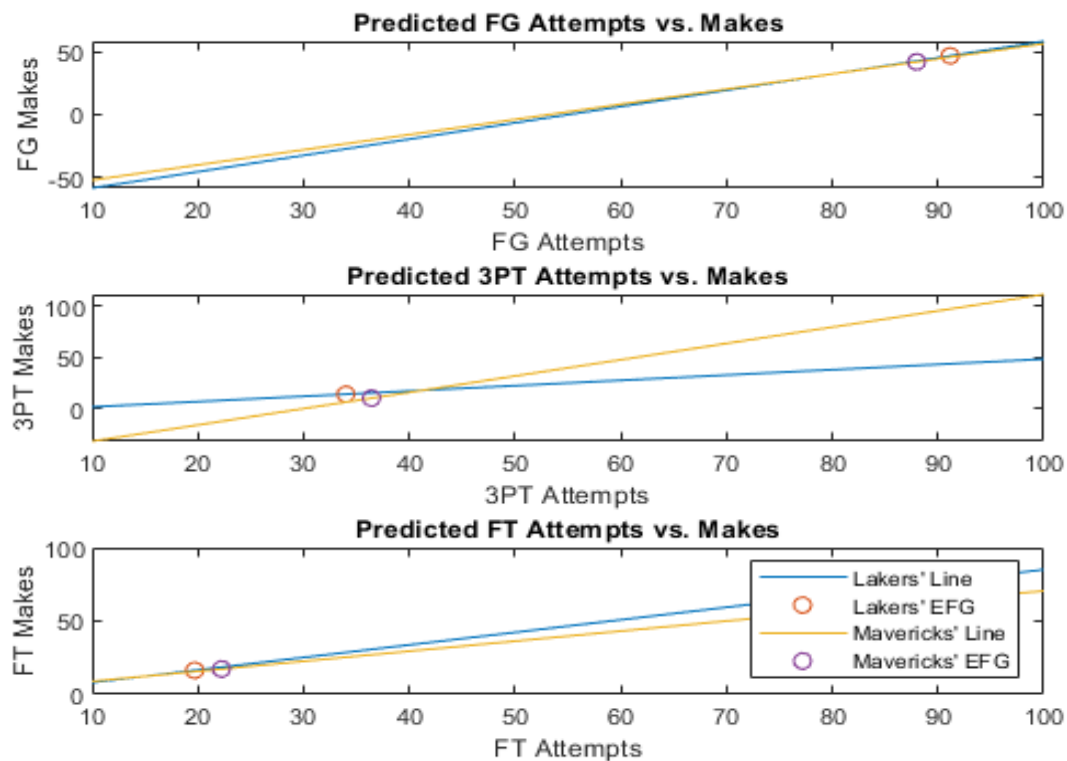 Predicted FG Attempts vs. Makes
50
0
-50
FG Makes
10 20 30 40 50 60 70 80 90 100
FG Attempts
Predicted 3PT Attempts vs. Makes
100
50
0
3PT Makes
10 20 30 40 50 60 70 80 90 100
3PT Attempts
Predicted FT Attempts vs. Makes
100
50
0
FT Makes
Lakers' Line
Lakers' EFG
Mavericks' Line
Mavericks' EFG
10 20 30 40 50 60 70 80 90 100
FT Attempts